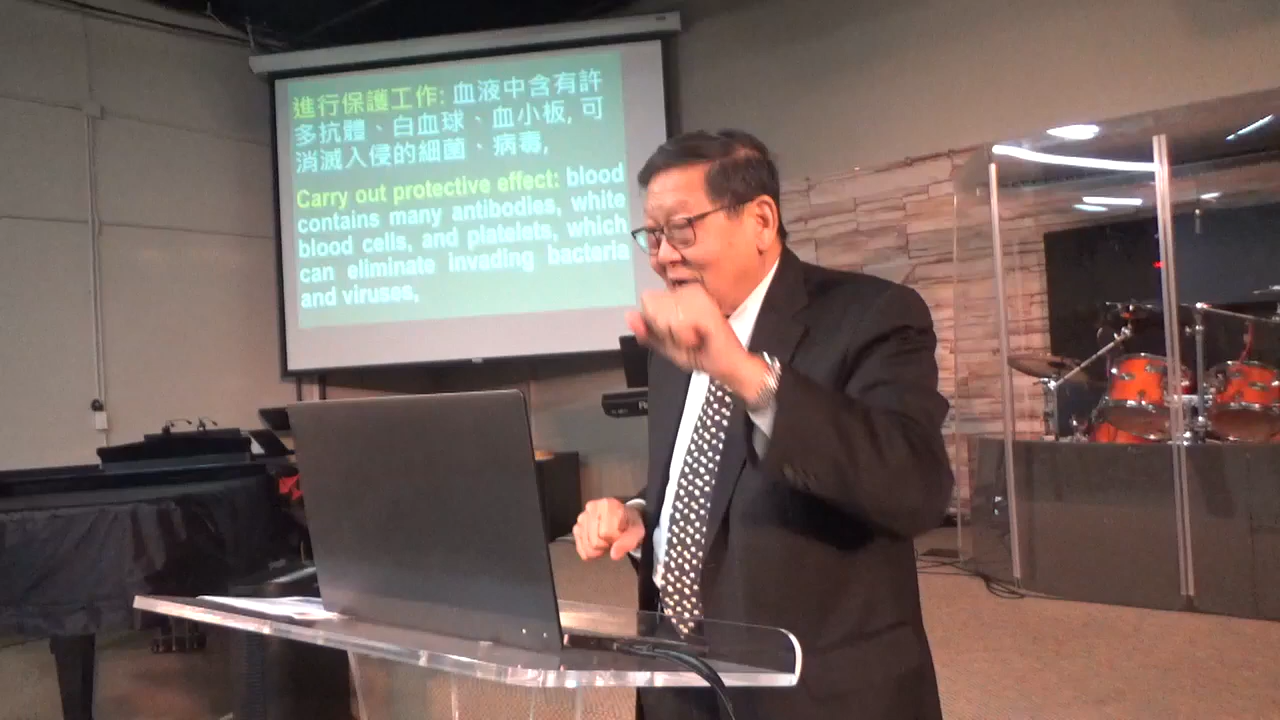 進行保護工作: 血液中含有許
多抗體、白血球、血小板, 可
消滅入侵的細菌、病毒,
Carry out protective effect: blood
contains many antibodies, white
blood cells, and platelets, which
can eliminate invading bacteria
and viruses,